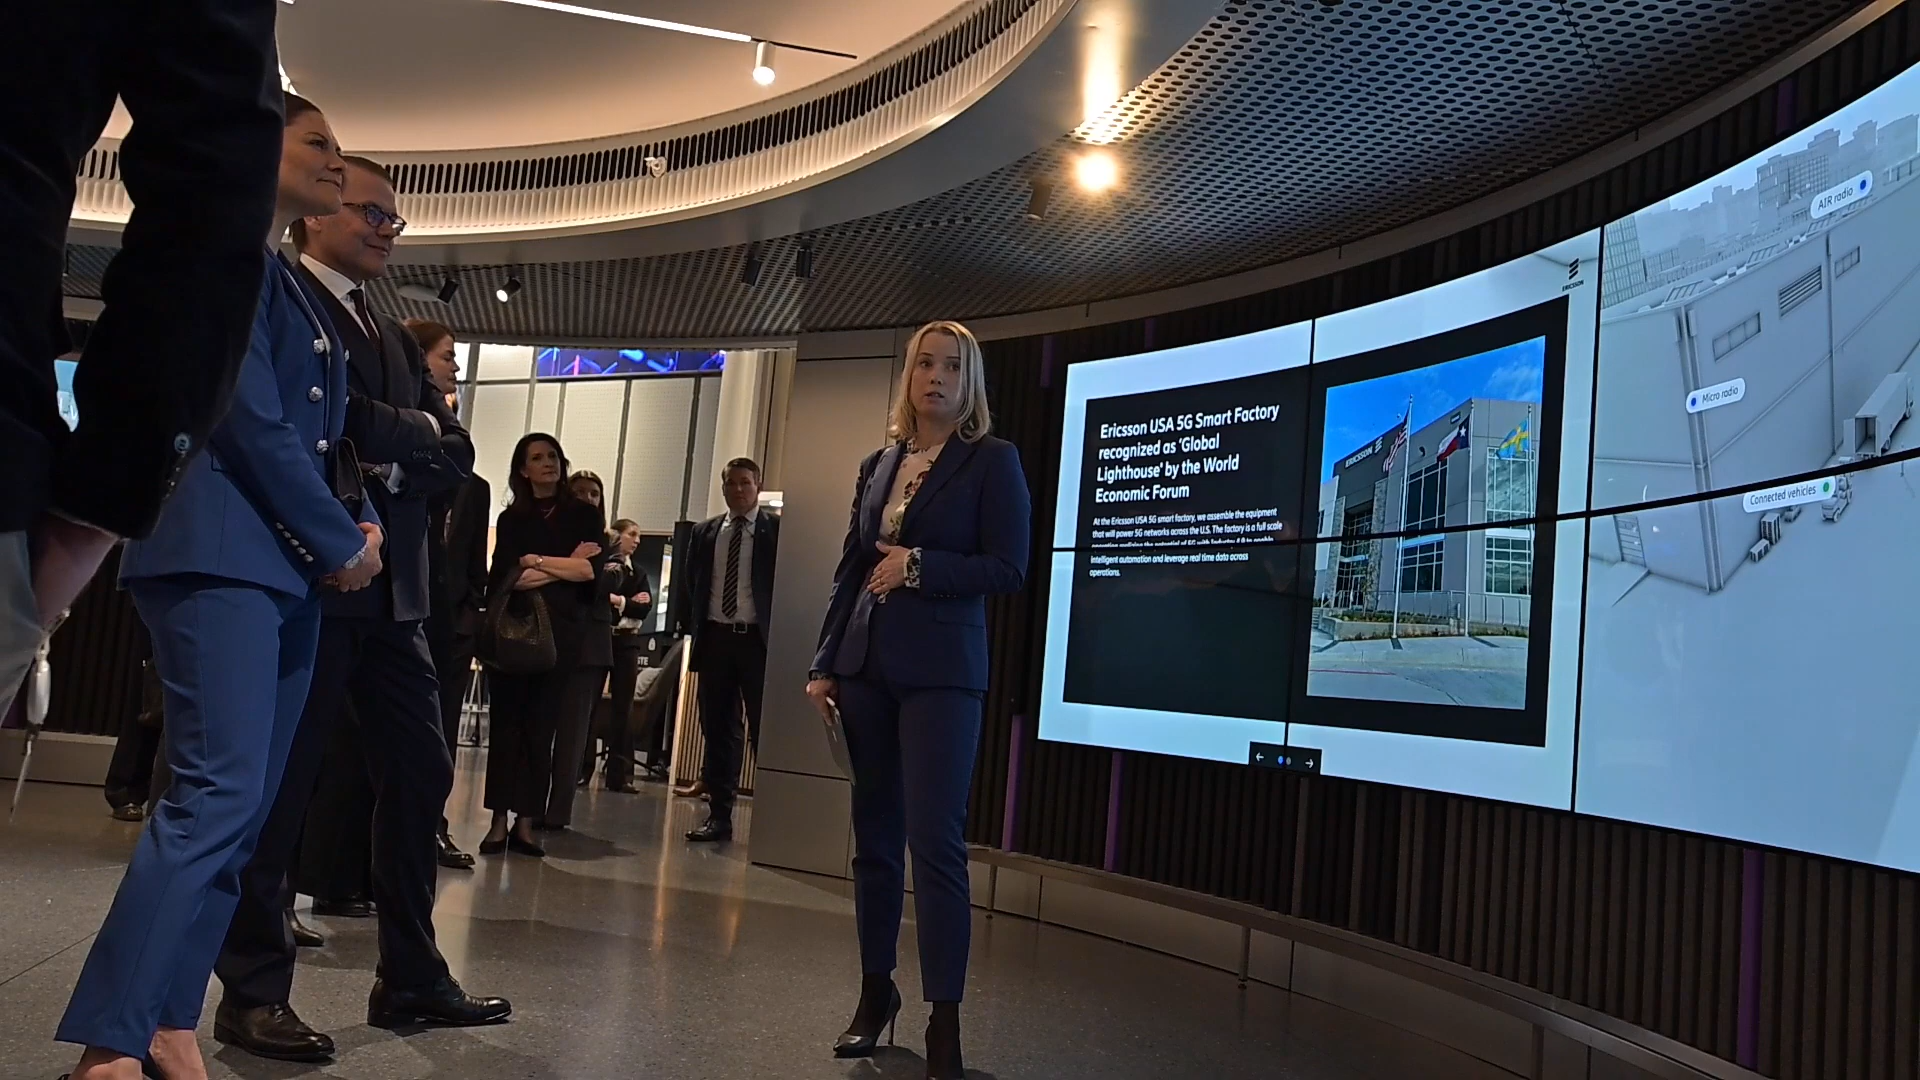 Ericsson USA 5G Smart Factory
recognized as 'Global
Lighthouse' by the World
Economic Forum
At the Ericsson USA 5G smart factory, we assemble the equipment
that will power 5G networks across the U.S. The factory is a full scale
Intelligent automation and leverage real time data across
operations.
ERICSSON
ERICSSON
AIR radio
Micro radio
Connected vehicles